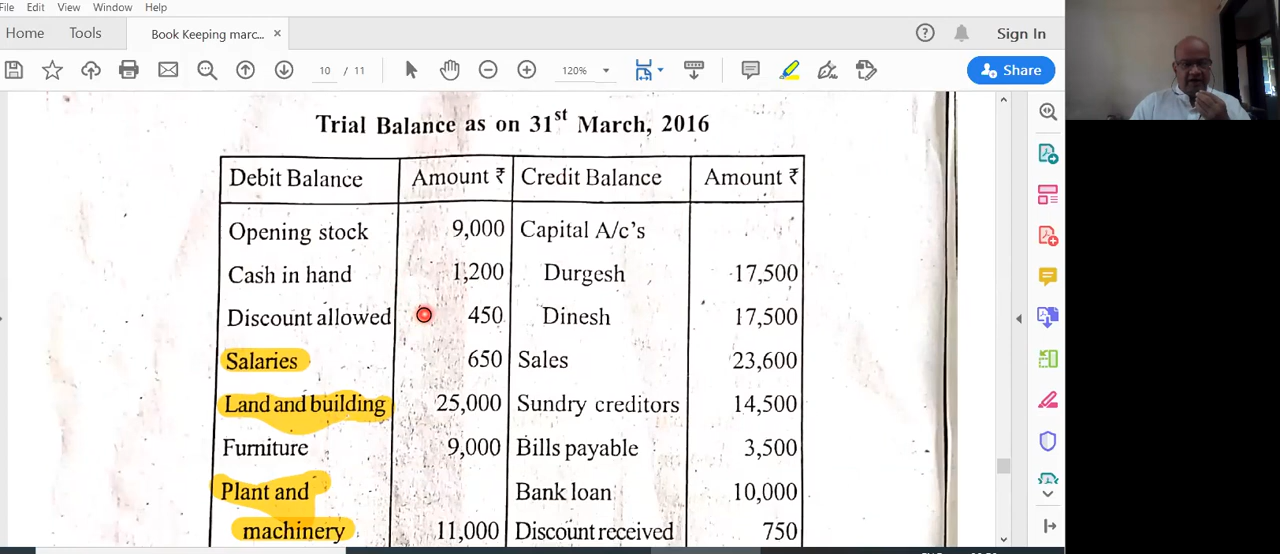 File Edit View Window Help
Home Tools Book Keeping marc... × Sign In
10 / 11 120% Share
Trial Balance as on 31st March, 2016
Debit Balance Amount ₹ Credit Balance Amount ₹
Opening stock 9,000 Capital A/c's
Cash in hand 1,200 Durgesh 17,500
Discount allowed 450 Dinesh 17,500
Salaries 650 Sales 23,600
Land and building 25,000 Sundry creditors 14,500
Furniture 9,000 Bills payable 3,500
Plant and Bank loan 10,000
machinery 11,000 Discount received 750